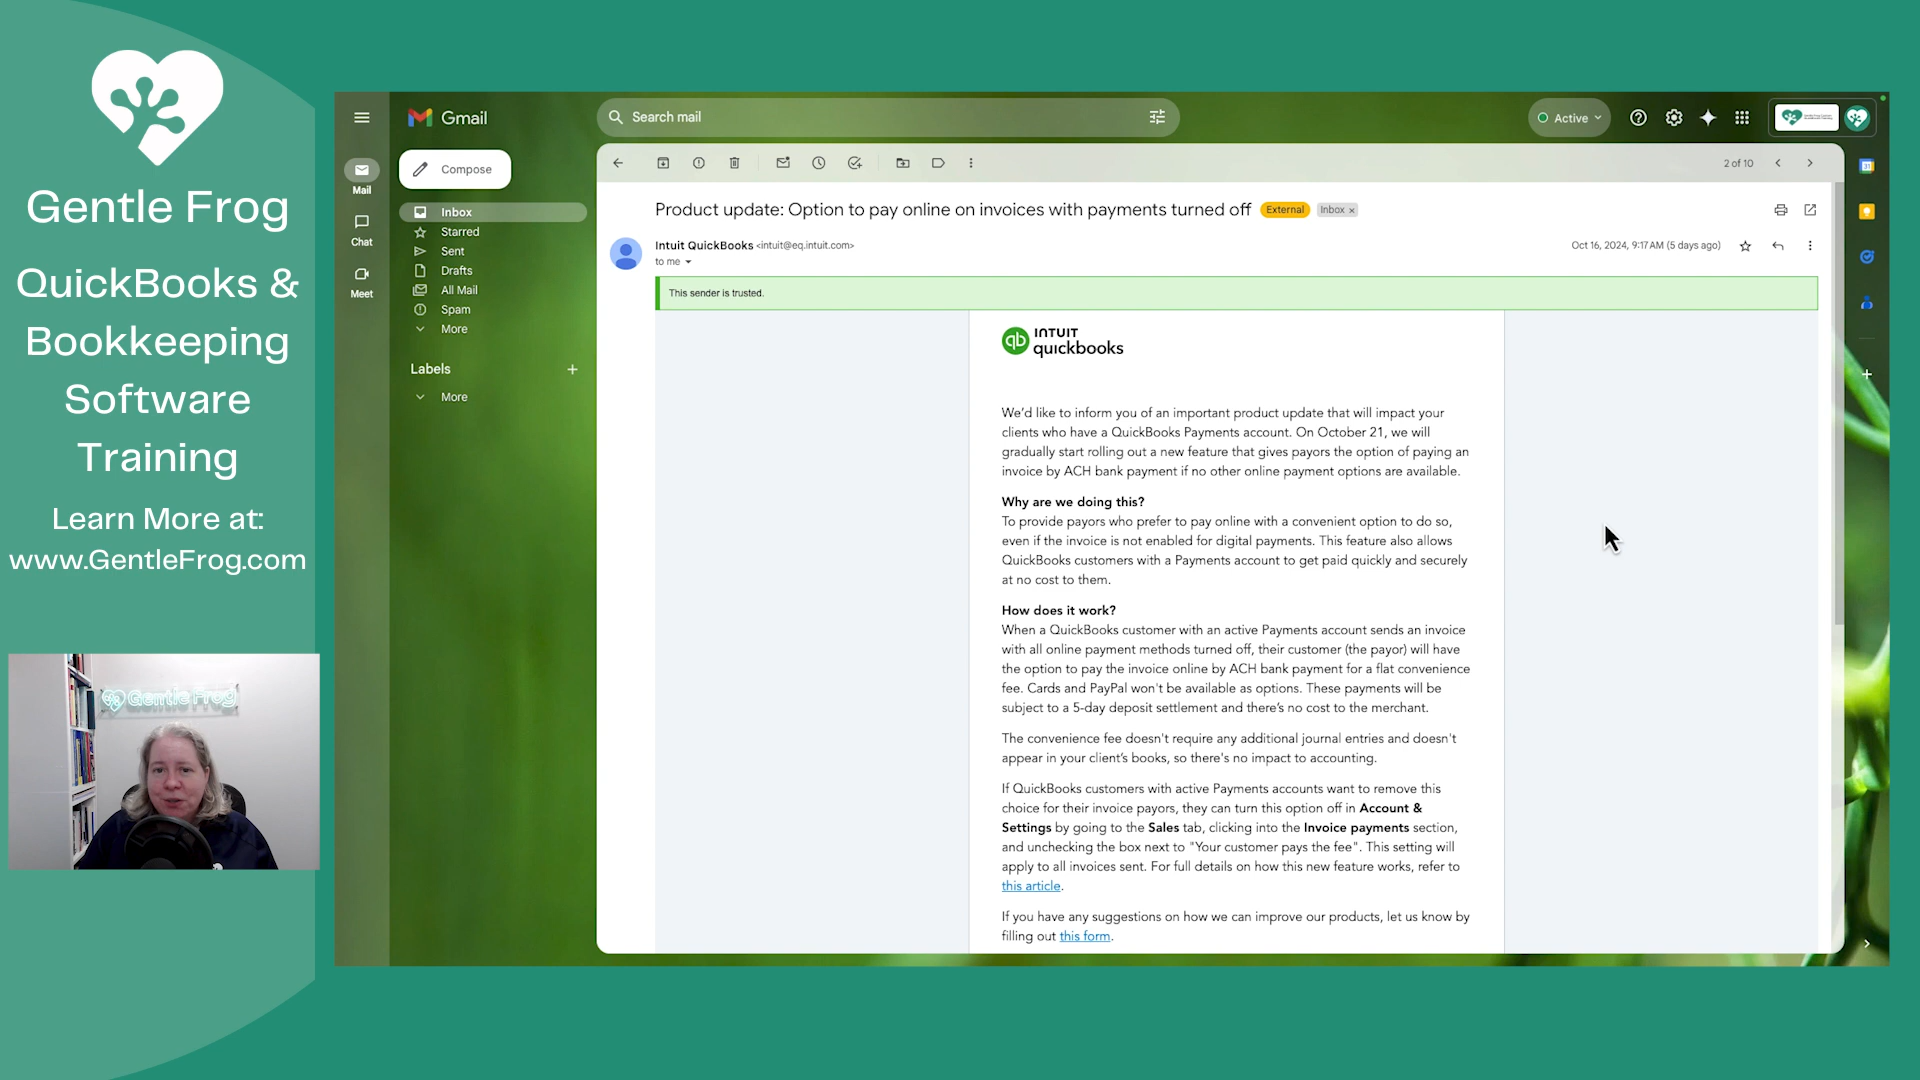 Gentle Frog
QuickBooks &
Bookkeeping
Software
Training
Learn More at:
www.GentleFrog.com
Gentle Frog
Gmail
Search mail
Active
Mail
Chat
Meet
Compose
Inbox
Starred
Sent
Drafts
All Mail
Spam
More
Labels
More
2 of 10
Product update: Option to pay online on invoices with payments turned off External Inbox x
Intuit QuickBooks <intuit@eq.intuit.com>
Oct 16, 2024, 9:17 AM (5 days ago)
to me
This sender is trusted.
qb INTUIT
quickbooks
We'd like to inform you of an important product update that will impact your
clients who have a QuickBooks Payments account. On October 21, we will
gradually start rolling out a new feature that gives payors the option of paying an
invoice by ACH bank payment if no other online payment options are available.
Why are we doing this?
To provide payors who prefer to pay online with a convenient option to do so,
even if the invoice is not enabled for digital payments. This feature also allows
QuickBooks customers with a Payments account to get paid quickly and securely
at no cost to them.
How does it work?
When a QuickBooks customer with an active Payments account sends an invoice
with all online payment methods turned off, their customer (the payor) will have
the option to pay the invoice online by ACH bank payment for a flat convenience
fee. Cards and PayPal won't be available as options. These payments will be
subject to a 5-day deposit settlement and there's no cost to the merchant.
The convenience fee doesn't require any additional journal entries and doesn't
appear in your client's books, so there's no impact to accounting.
If QuickBooks customers with active Payments accounts want to remove this
choice for their invoice payors, they can turn this option off in Account &
Settings by going to the Sales tab, clicking into the Invoice payments section,
and unchecking the box next to "Your customer pays the fee". This setting will
apply to all invoices sent. For full details on how this new feature works, refer to
this article.
If you have any suggestions on how we can improve our products, let us know by
filling out this form.